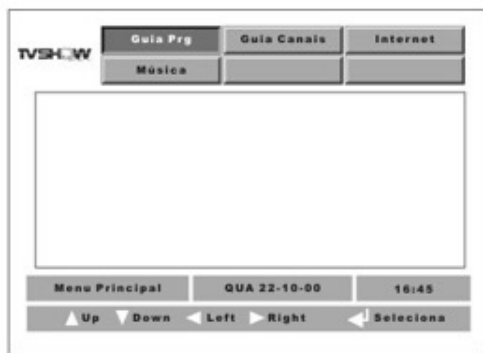 TVSHOW
Guia Prg Guia Canais Internet
Música
Menu Principal QUA 22-10-00 16:45
Up Down Left Right Seleciona